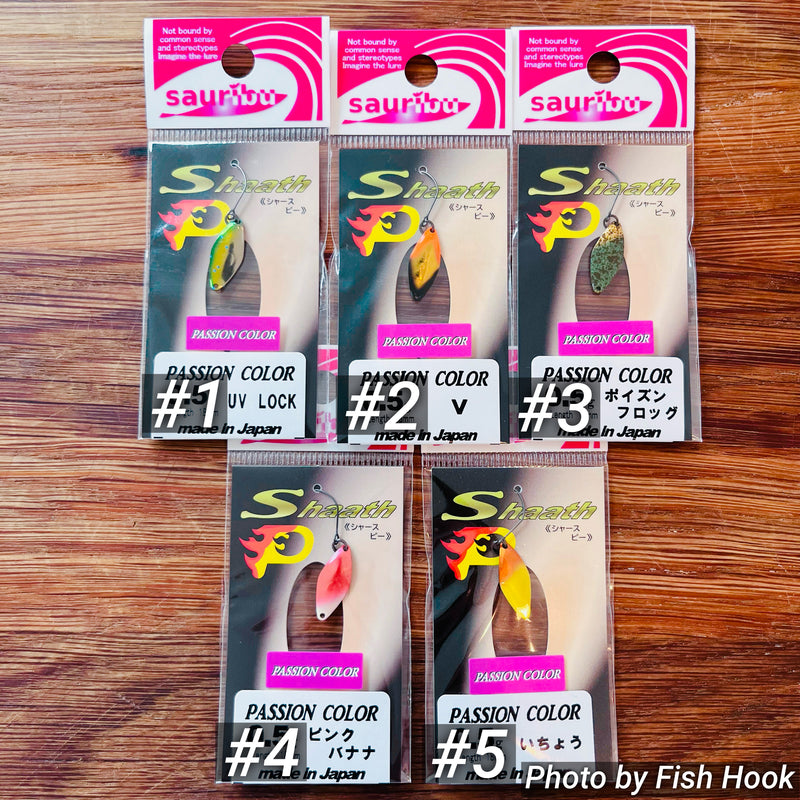 Not bound by
common sense
and stereotypes
Imagine the lure
sauribu
Shaath
《シャース
ピー》
P
PASSION COLOR
PASSION COLOR
UV LOCK
made in Japan
#1
Not bound by
common sense
and stereotypes
Imagine the lure
sauribu
Shaath
《シャース
ピー》
P
PASSION COLOR
PASSION COLOR
V
made in Japan
#2
Not bound by
common sense
and stereotypes
Imagine the lure
sauribu
Shaath
《シャース
ピー》
P
PASSION COLOR
PASSION COLOR
ポイズン
フロッグ
made in Japan
#3
Shaath
《シャース
ピー》
P
PASSION COLOR
PASSION COLOR
ピンク
バナナ
made in Japan
#4
Shaath
《シャース
ピー》
P
PASSION COLOR
PASSION COLOR
いちょう
#5
Photo by Fish Hook